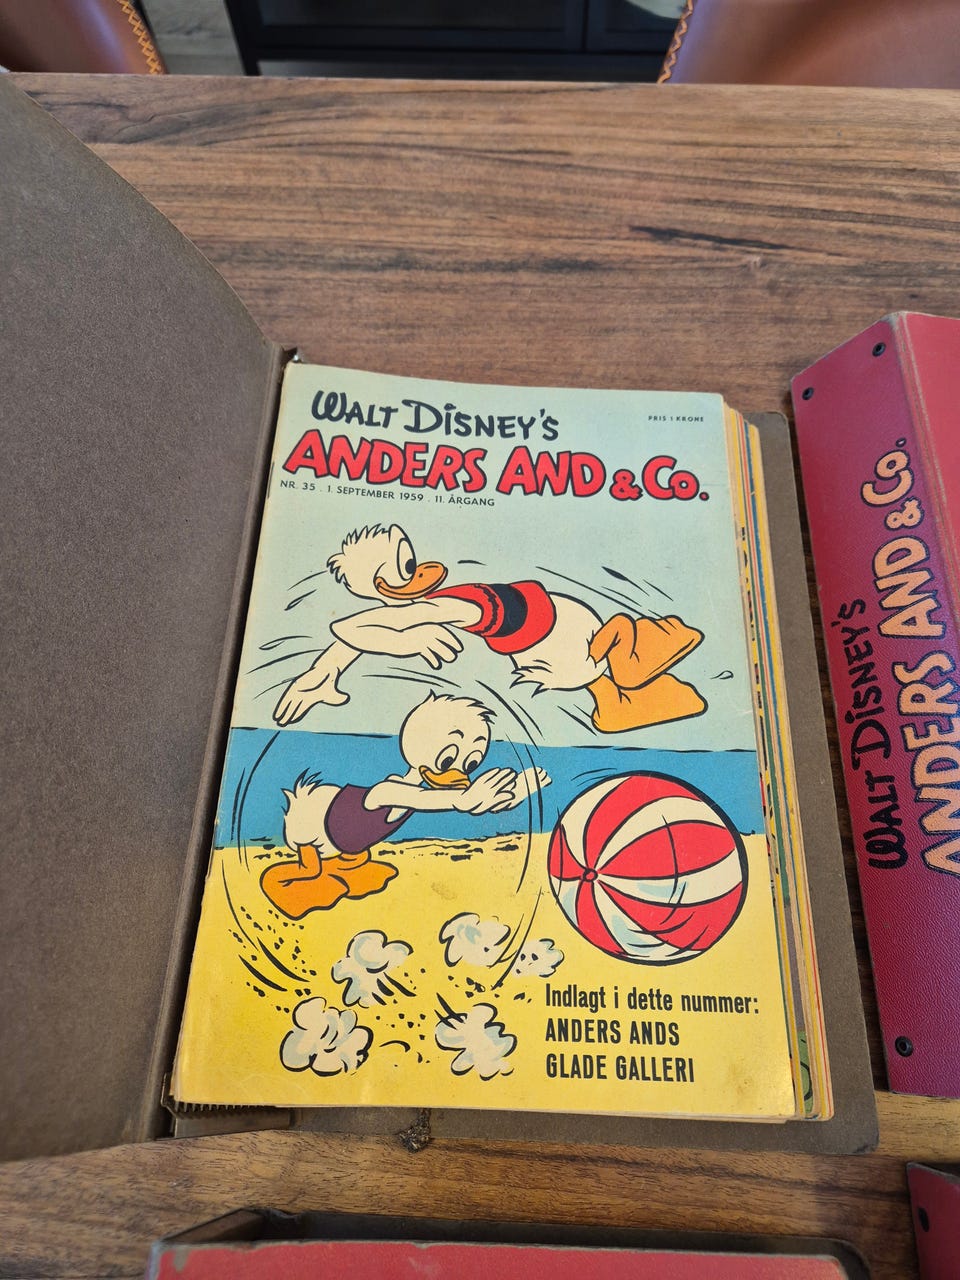 WALT DISNEY'S
PRIS 1 KRONE
ANDERS AND & Co.
NR. 35 . 1. SEPTEMBER 1959 . 11. ÅRGANG
Indlagt i dette nummer:
ANDERS ANDS
GLADE GALLERI
WALT DISNEY'S
ANDERS AND & Co.